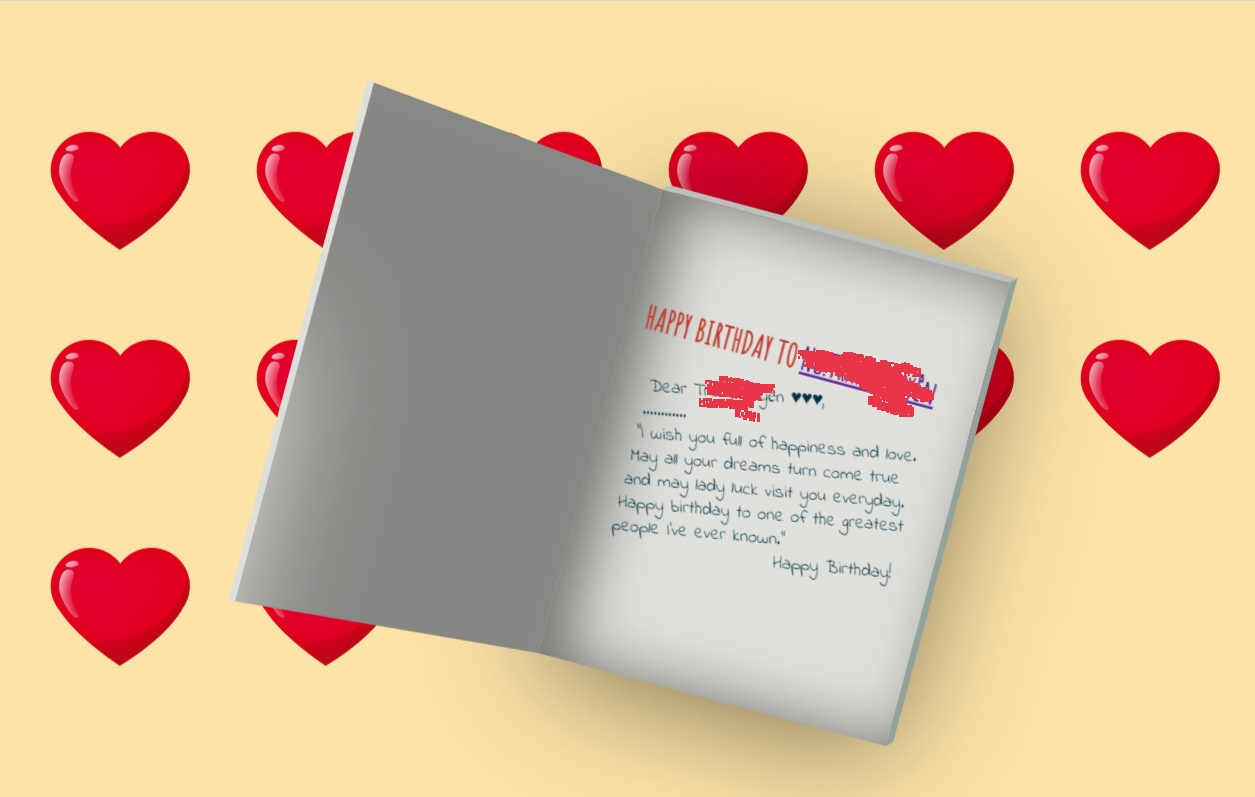 HAPPY BIRTHDAY TO
Dear ♥♥♥,
............
"I wish you full of happiness and love.
May all your dreams turn come true
and may lady luck visit you everyday.
Happy birthday to one of the greatest
people i've ever known."
Happy Birthday!